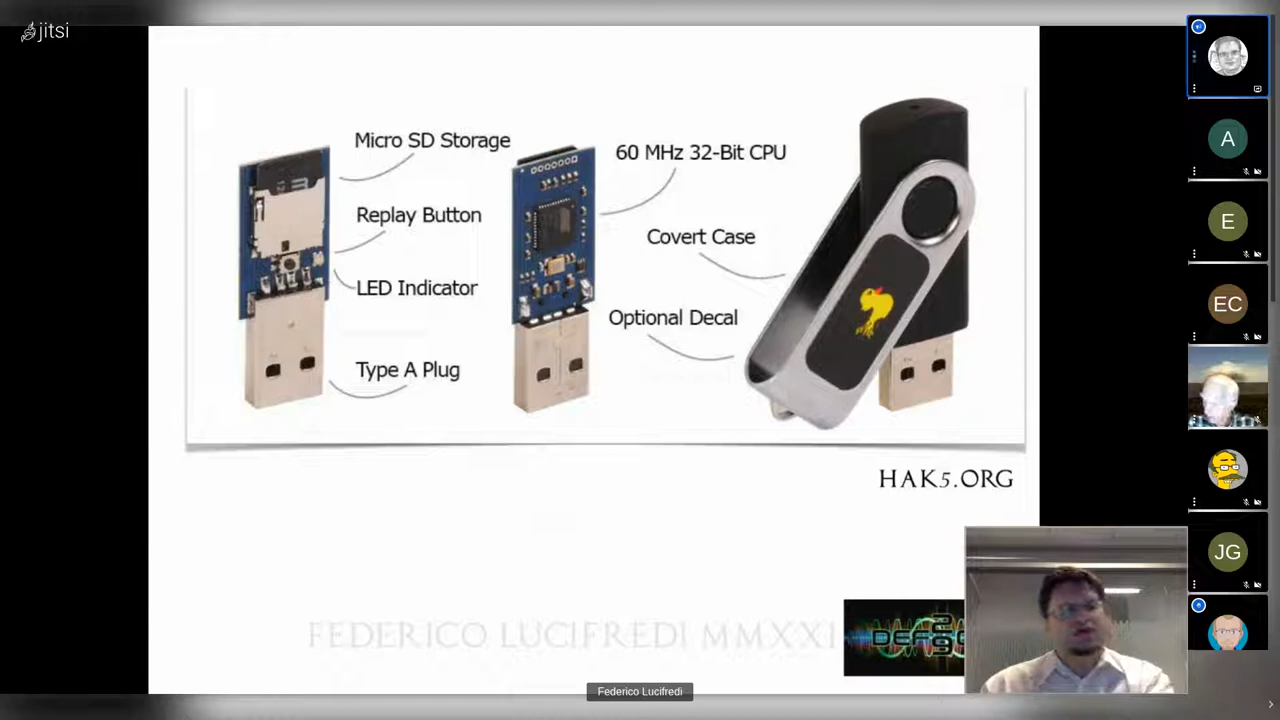 jitsi
Micro SD Storage
Replay Button
LED Indicator
Type A Plug
60 MHz 32-Bit CPU
Covert Case
Optional Decal
HAK5.ORG
FEDERICO LUCIFREDI MMXXI
Federico Lucifredi
A
E
EC
JG